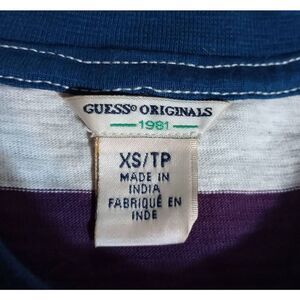 GUESS® ORIGINALS
1981
XS/TP
MADE IN
INDIA
FABRIQUÉ EN
INDE